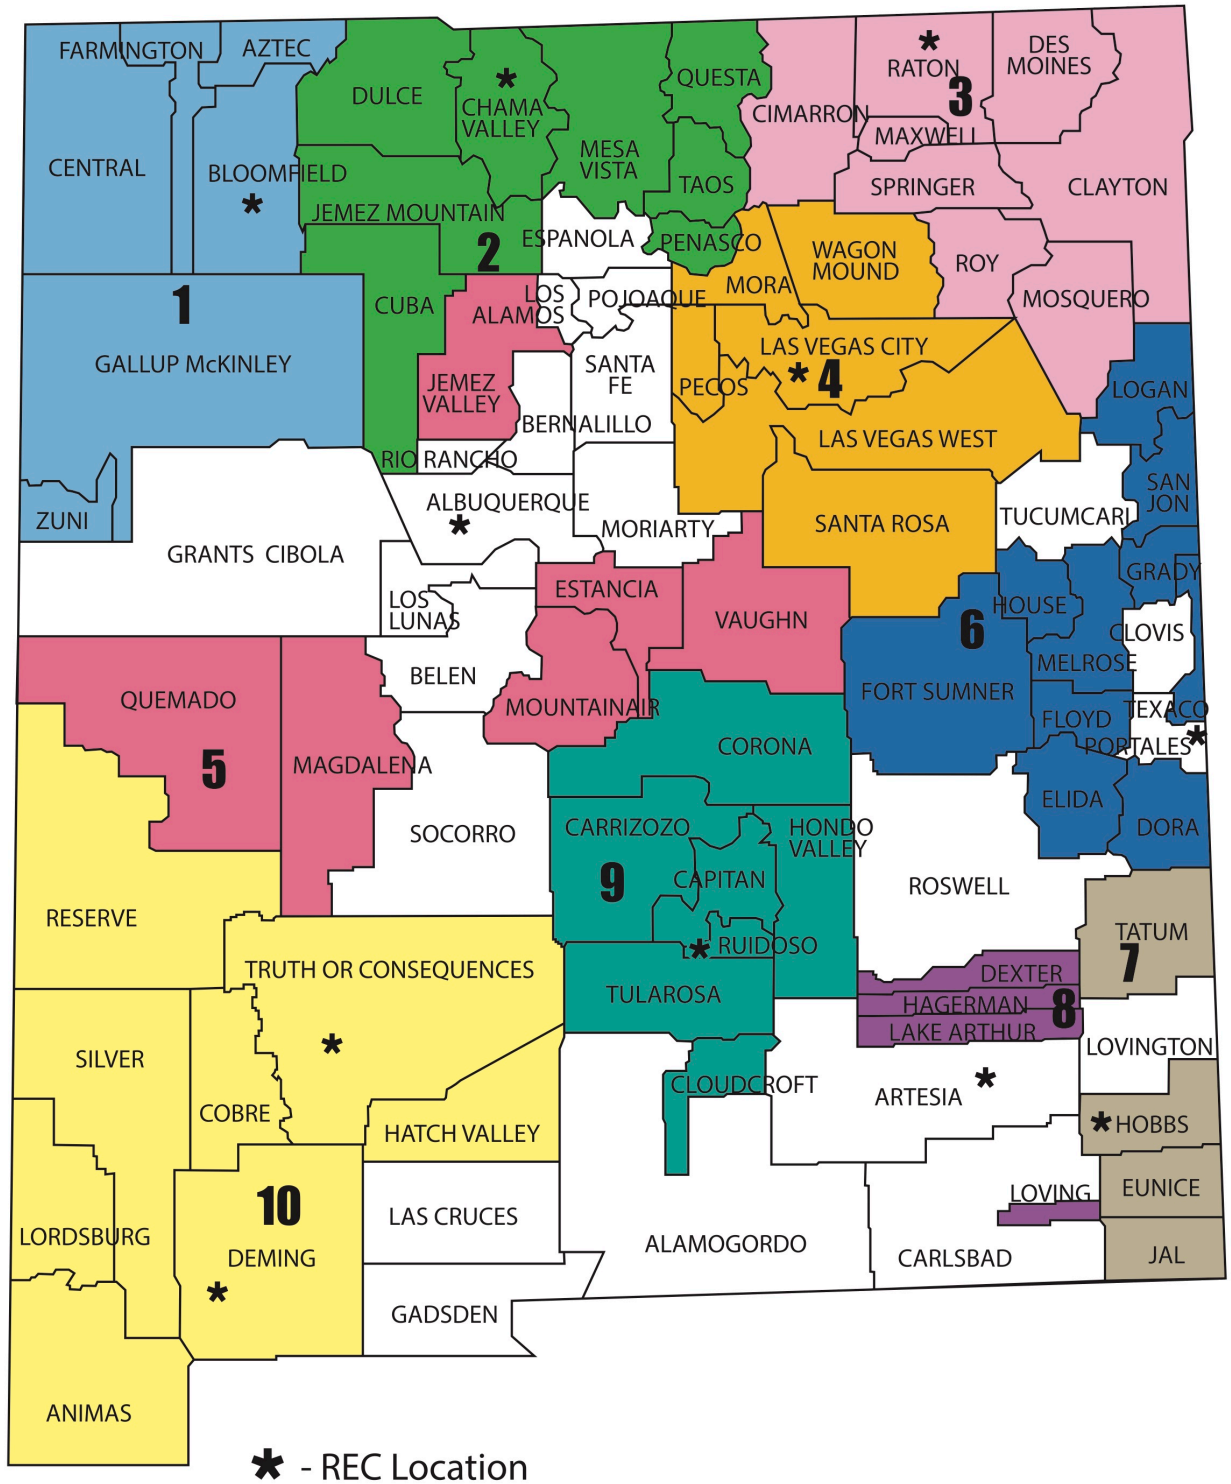 FARMINGTON
AZTEC
CENTRAL
BLOOMFIELD
*
1
GALLUP McKINLEY
ZUNI
DULCE
*
CHAMA
VALLEY
MESA
VISTA
QUESTA
TAOS
JEMEZ MOUNTAIN
2
ESPANOLA
PENASCO
CUBA
*
RATON
3
DES
MOINES
CIMARRON
MAXWELL
SPRINGER
CLAYTON
ROY
MOSQUERO
WAGON
MOUND
MORA
LOS
ALAMOS
POJOAQUE
SANTA
FE
JEMEZ
VALLEY
BERNALILLO
RIO RANCHO
LAS VEGAS CITY
* 4
PECOS
LAS VEGAS WEST
SANTA ROSA
LOGAN
SAN
JON
TUCUMCARI
ALBUQUERQUE
*
MORIARTY
GRANTS CIBOLA
LOS
LUNAS
BELEN
ESTANCIA
VAUGHN
MOUNTAINAIR
GRADY
HOUSE
CLOVIS
6
MELROSE
FORT SUMNER
FLOYD
TEXACO
PORTALES
*
ELIDA
DORA
QUEMADO
5
MAGDALENA
SOCORRO
CORONA
CARRIZOZO
HONDO
VALLEY
9
CAPITAN
* RUIDOSO
TULAROSA
CLOUDCROFT
ROSWELL
TATUM
7
DEXTER
HAGERMAN
8
LAKE ARTHUR
LOVINGTON
ARTESIA
*
* HOBBS
EUNICE
LOVING
JAL
CARLSBAD
ALAMOGORDO
RESERVE
TRUTH OR CONSEQUENCES
*
SILVER
COBRE
HATCH VALLEY
10
LAS CRUCES
LORDSBURG
DEMING
*
GADSDEN
ANIMAS
* - REC Location